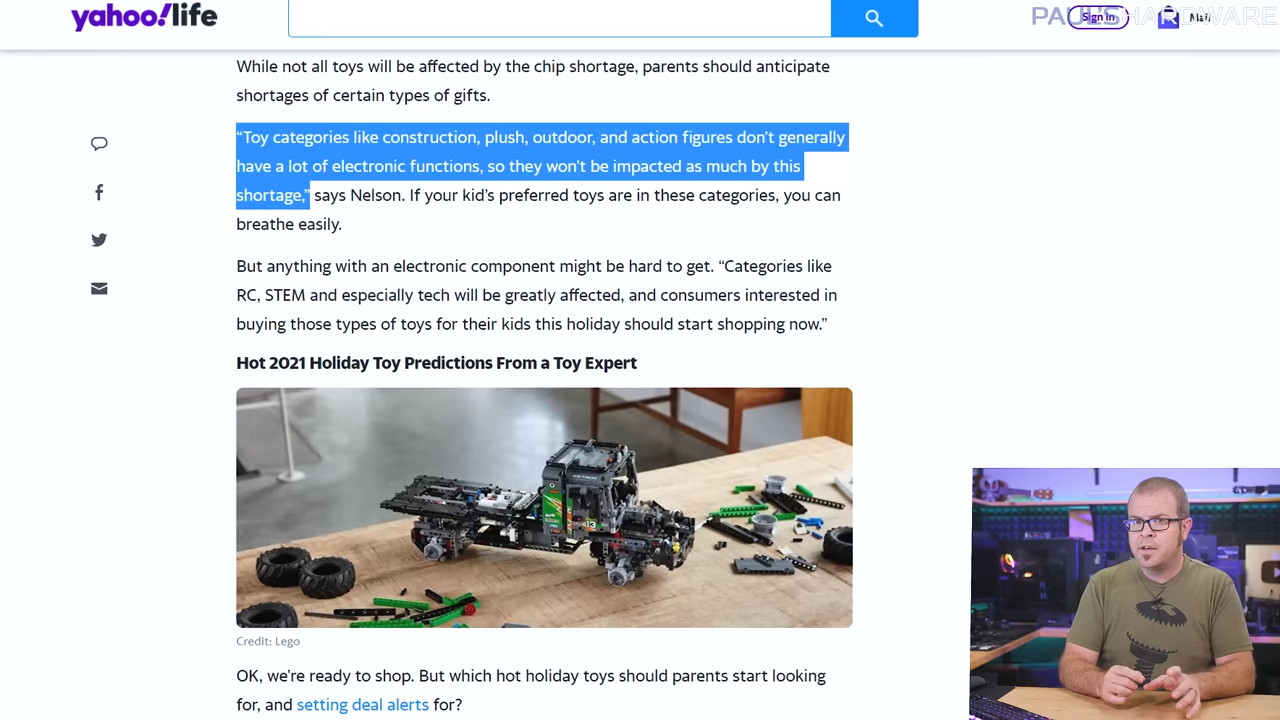 yahoo!life
PAUL'SHARDWARE
Sign in
Mail
While not all toys will be affected by the chip shortage, parents should anticipate
shortages of certain types of gifts.
“Toy categories like construction, plush, outdoor, and action figures don’t generally
have a lot of electronic functions, so they won’t be impacted as much by this
shortage,” says Nelson. If your kid’s preferred toys are in these categories, you can
breathe easily.
But anything with an electronic component might be hard to get. “Categories like
RC, STEM and especially tech will be greatly affected, and consumers interested in
buying those types of toys for their kids this holiday should start shopping now.”
Hot 2021 Holiday Toy Predictions From a Toy Expert
Credit: Lego
OK, we’re ready to shop. But which hot holiday toys should parents start looking
for, and setting deal alerts for?